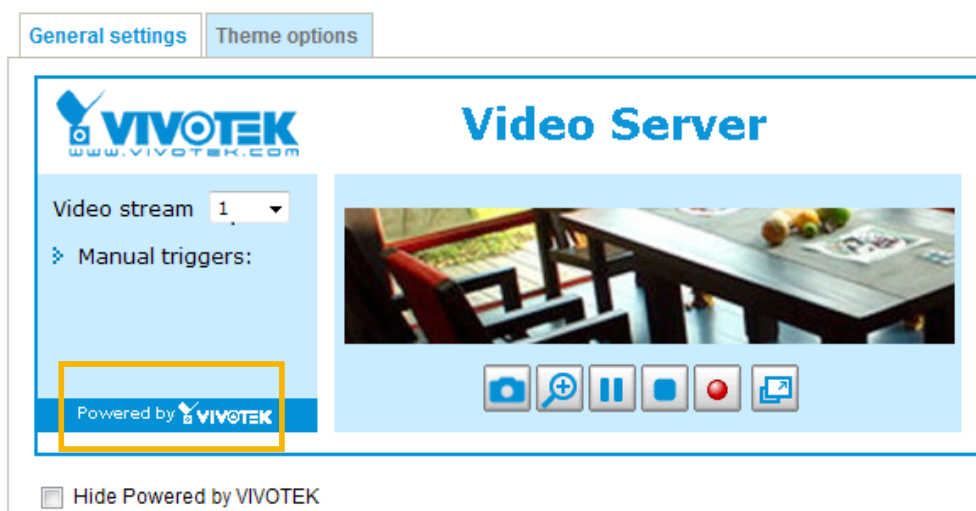 General settings Theme options
VIVOTEK Video Server
www.vivotek.com
Video stream 1
Manual triggers:
Powered by VIVOTEK
Hide Powered by VIVOTEK